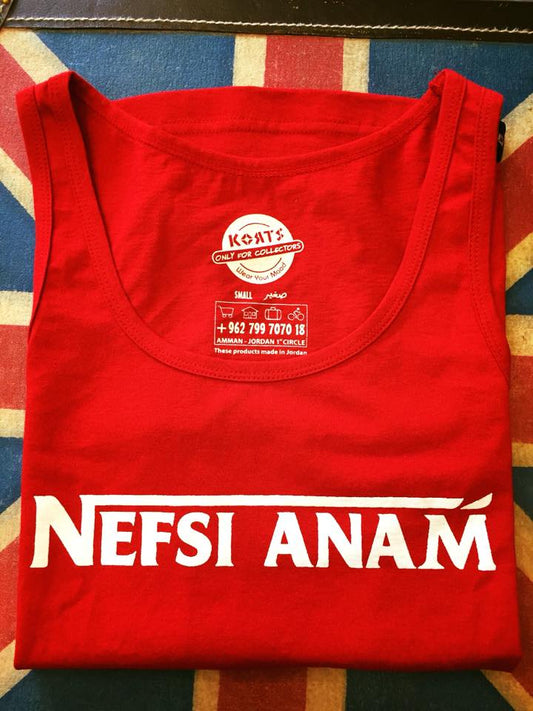 KORTS
ONLY FOR COLLECTORS
Wear Your Mood
SMALL صغير
+962 799 7070 18
AMMAN - JORDAN 1st CIRCLE
These products made in Jordan
NEFSI ANAM